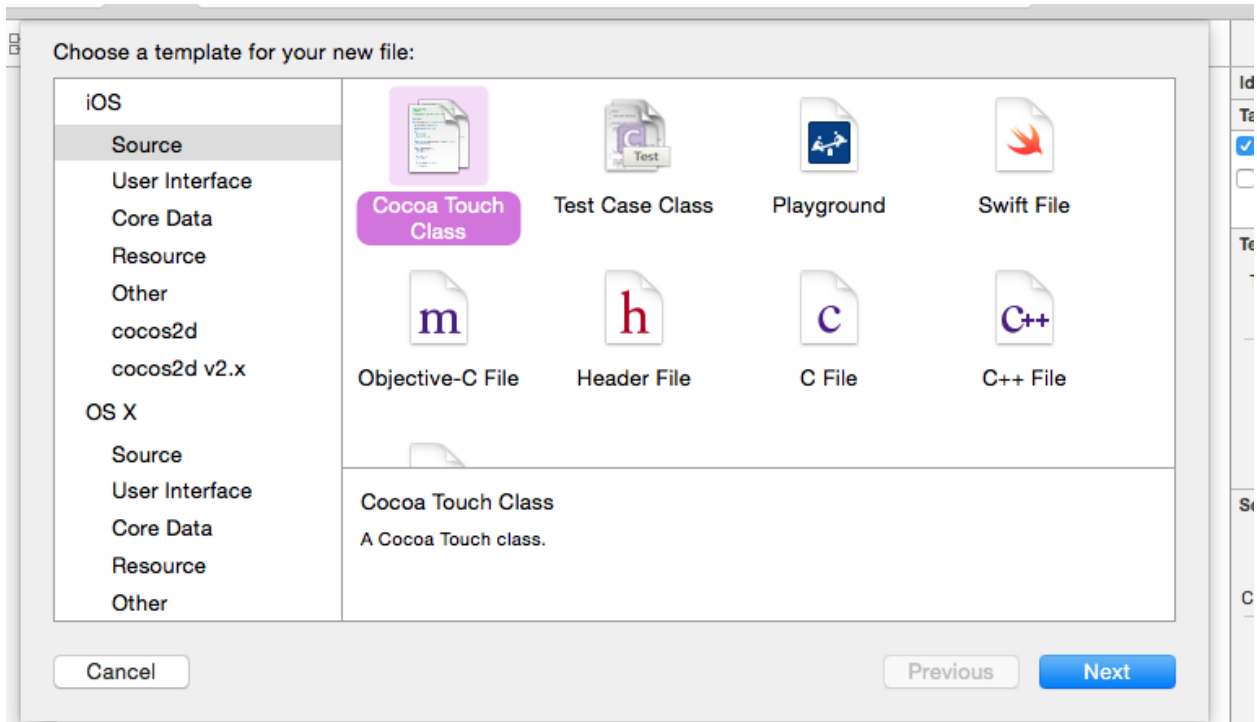 Choose a template for your new file:
iOS
Source
User Interface
Core Data
Resource
Other
cocos2d
cocos2d v2.x
OS X
Source
User Interface
Core Data
Resource
Other
Cocoa Touch
Class
Test
Test Case Class
Playground
Swift File
m
Objective-C File
h
Header File
c
C File
C++
C++ File
Cocoa Touch Class
A Cocoa Touch class.
Cancel
Previous
Next